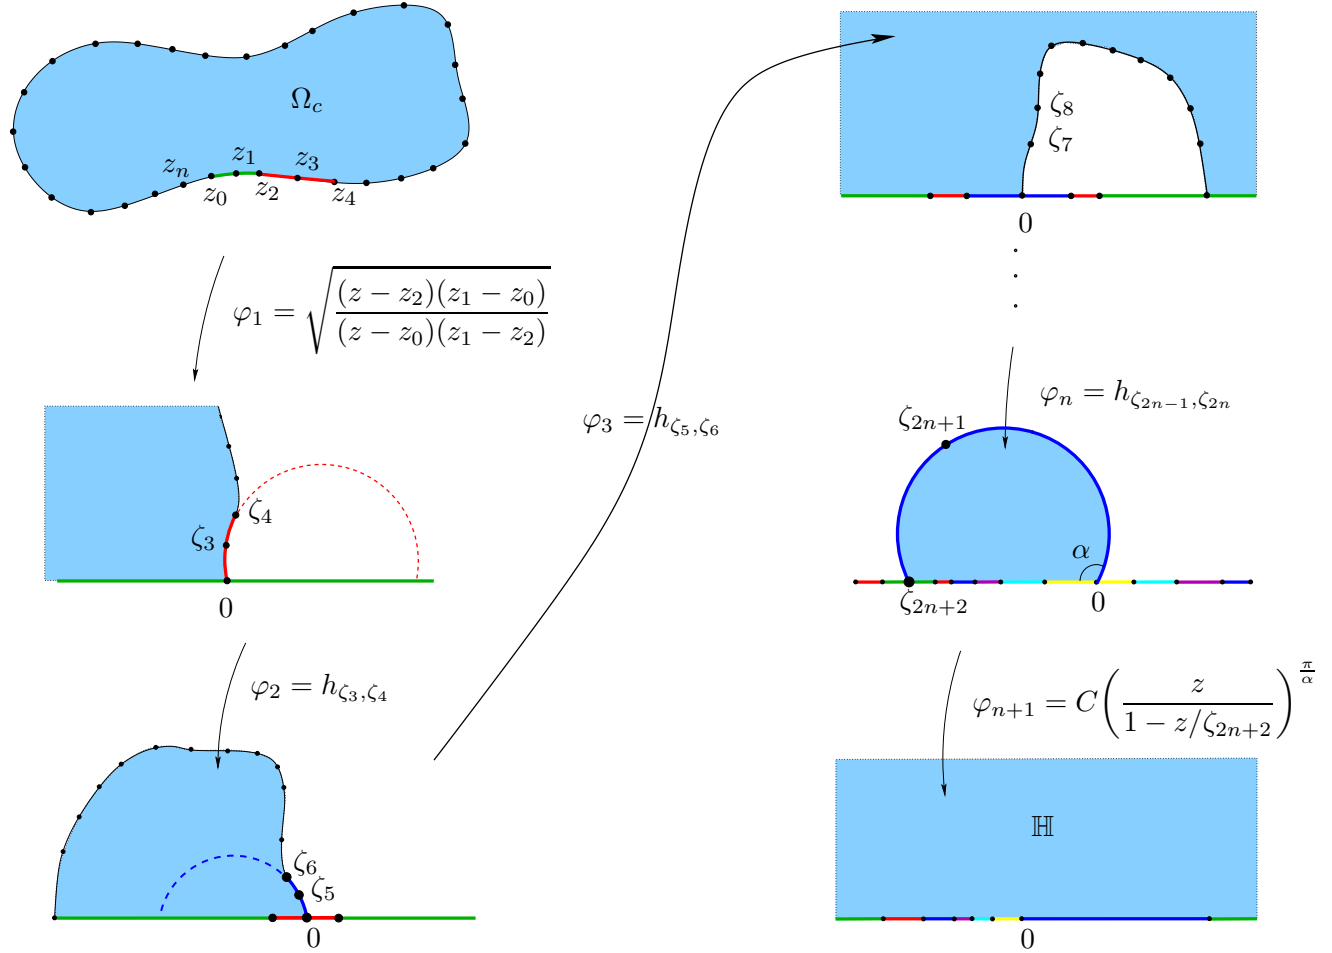 Ω_c
z_n
z_0
z_1
z_2
z_3
z_4
φ_1 = √((z − z_2)(z_1 − z_0) / (z − z_0)(z_1 − z_2))
ζ_3
ζ_4
0
φ_2 = h_{ζ_3,ζ_4}
ζ_6
ζ_5
0
φ_3 = h_{ζ_5,ζ_6}
ζ_8
ζ_7
0
φ_n = h_{ζ_{2n−1},ζ_{2n}}
ζ_{2n+1}
α
ζ_{2n+2}
0
φ_{n+1} = C(z / (1 − z/ζ_{2n+2}))^{π/α}
ℍ
0